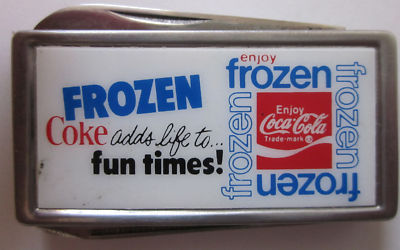 FROZEN
Coke adds life to...
fun times!
enjoy
frozen
frozen
frozen
frozen
Enjoy
Coca-Cola
Trade-mark ®